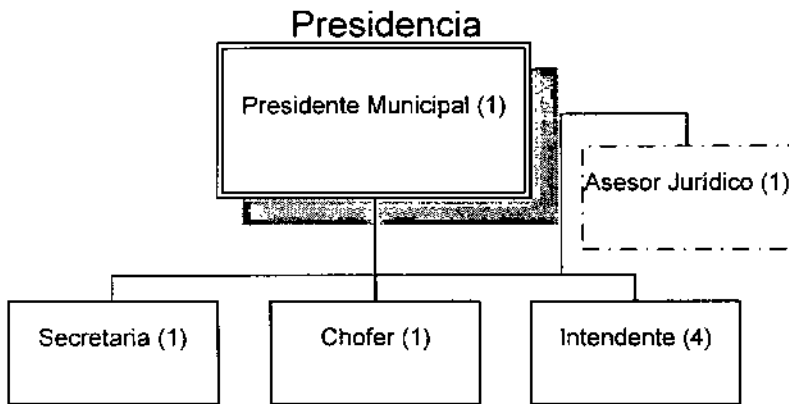 Presidencia
Presidente Municipal (1)
Asesor Jurídico (1)
Secretaria (1)
Chofer (1)
Intendente (4)